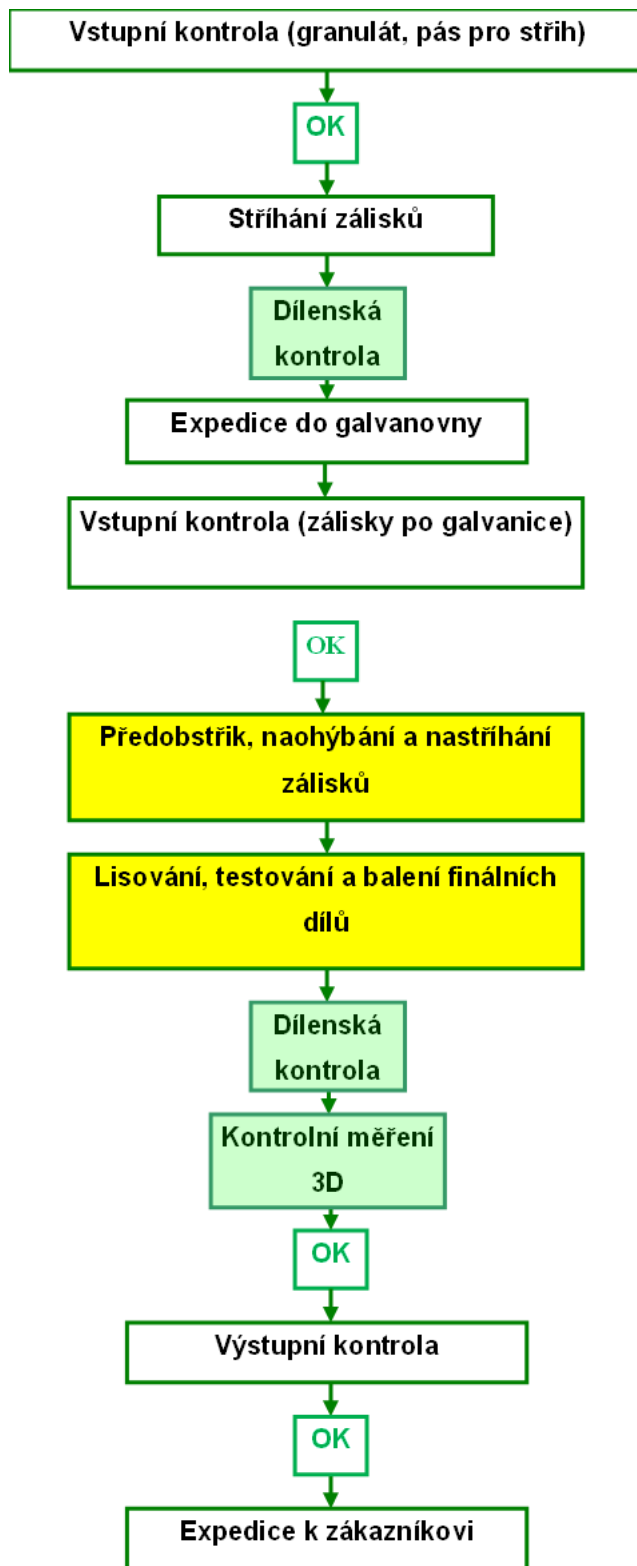 Vstupní kontrola (granulát, pás pro střih)
OK
Stříhání zálisků
Dílenská
kontrola
Expedice do galvanovny
Vstupní kontrola (zálisky po galvanice)
OK
Předobstřik, naohýbání a nastříhání
zálisků
Lisování, testování a balení finálních
dílů
Dílenská
kontrola
Kontrolní měření
3D
OK
Výstupní kontrola
OK
Expedice k zákazníkovi